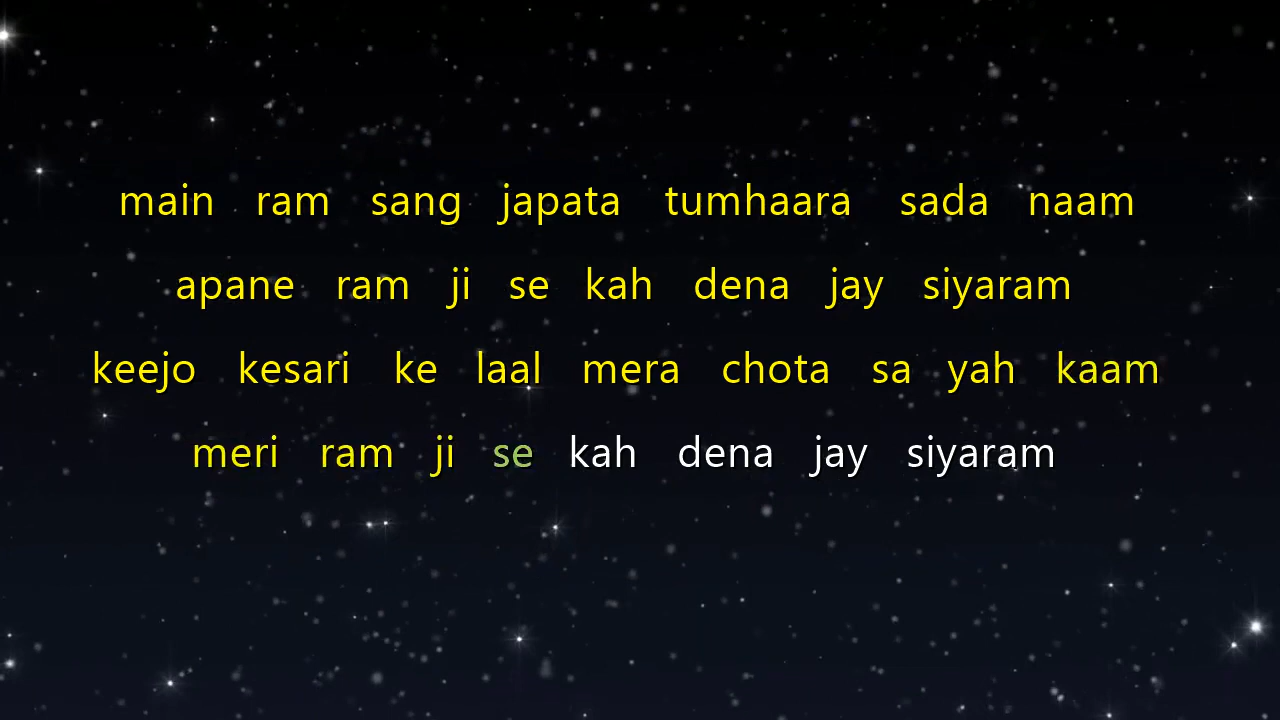 main ram sang japata tumhaara sada naam
apane ram ji se kah dena jay siyaram
keejo kesari ke laal mera chota sa yah kaam
meri ram ji se kah dena jay siyaram